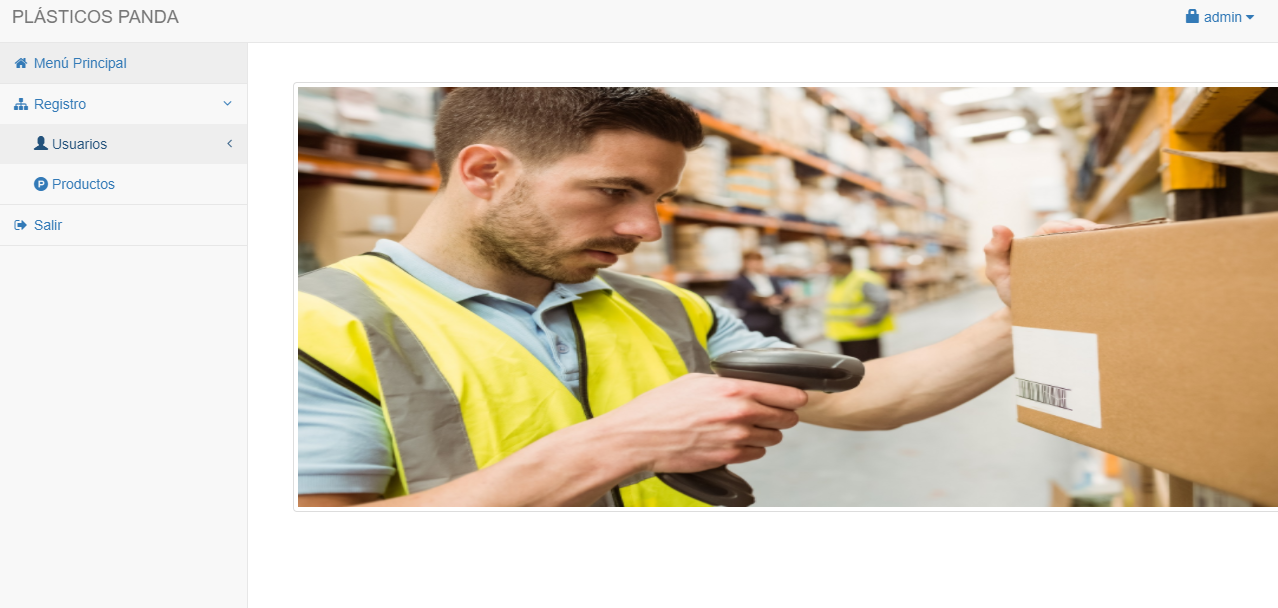 PLÁSTICOS PANDA
admin
Menú Principal
Registro
Usuarios
Productos
Salir